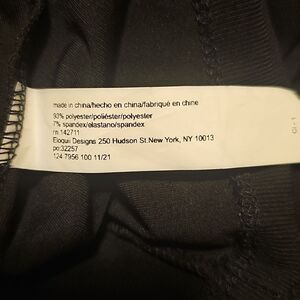 made in china/hecho en china/fabriqué en chine
93% polyester/poliéster/polyester
7% spandex/elastano/spandex
rn 142711
Eloqui Designs 250 Hudson St.New York, NY 10013
po:32257
124 7956 100 11/21